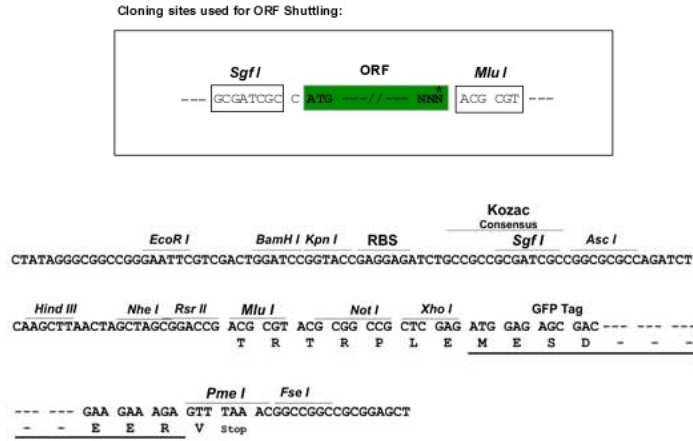 Cloning sites used for ORF Shuttling:
Sgf I ORF Mlu I
--- GCGATCGC C ATG ---//--- NNN* ACG CGT ---
Kozac
Consensus
EcoR I BamH I Kpn I RBS Sgf I Asc I
CTATAGGGCGGCCGGGAATTCGTCGACTGGATCCGGTACCGAGGAGATCTGCCGCCGCGATCGCCGGCGCGCCAGATCT
Hind III Nhe I Rsr II Mlu I Not I Xho I GFP Tag
CAAGCTTAACTAGCTAGCGGACCG ACG CGT ACG CGG CCG CTC GAG ATG GAG AGC GAC--- --- ---
T R T R P L E M E S D - - -
Pme I Fse I
--- --- GAA GAA AGA GTT TAA ACGGCCGGCCGCGGAGCT
- - E E R V Stop